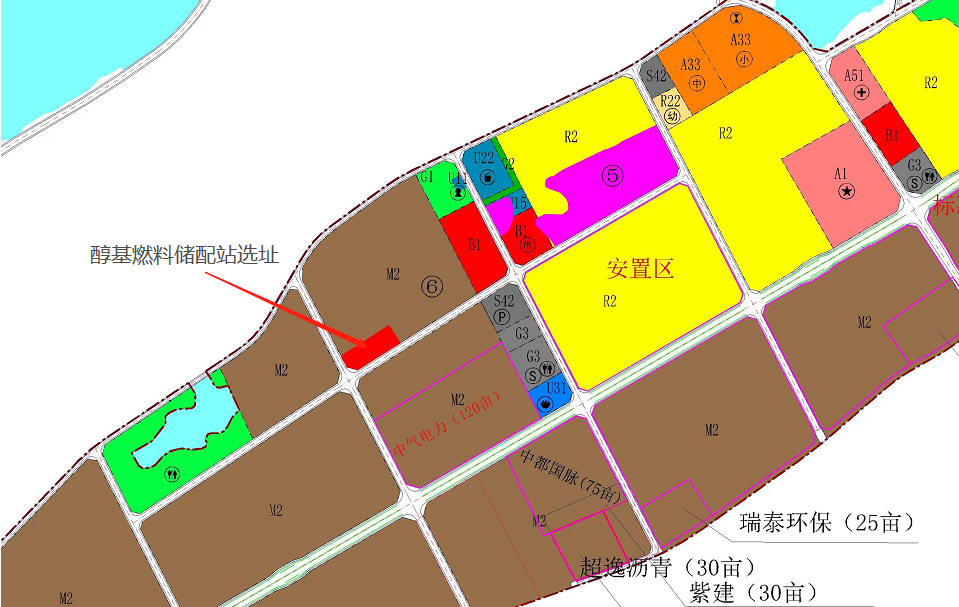 A33
A33
小
中
S42
R22
幼
R2
R2
R2
A51
B1
G3
S
A1
标
U22
G2
G1
U11
U15
B1
市
⑤
B1
醇基燃料储配站选址
M2
⑥
安置区
R2
S42
P
G3
G3
S
U31
M2
M2
M2
中气电力（120亩）
M2
中都国脉(75亩)
M2
M2
瑞泰环保（25亩）
超逸沥青（30亩）
紫建（30亩）
M2